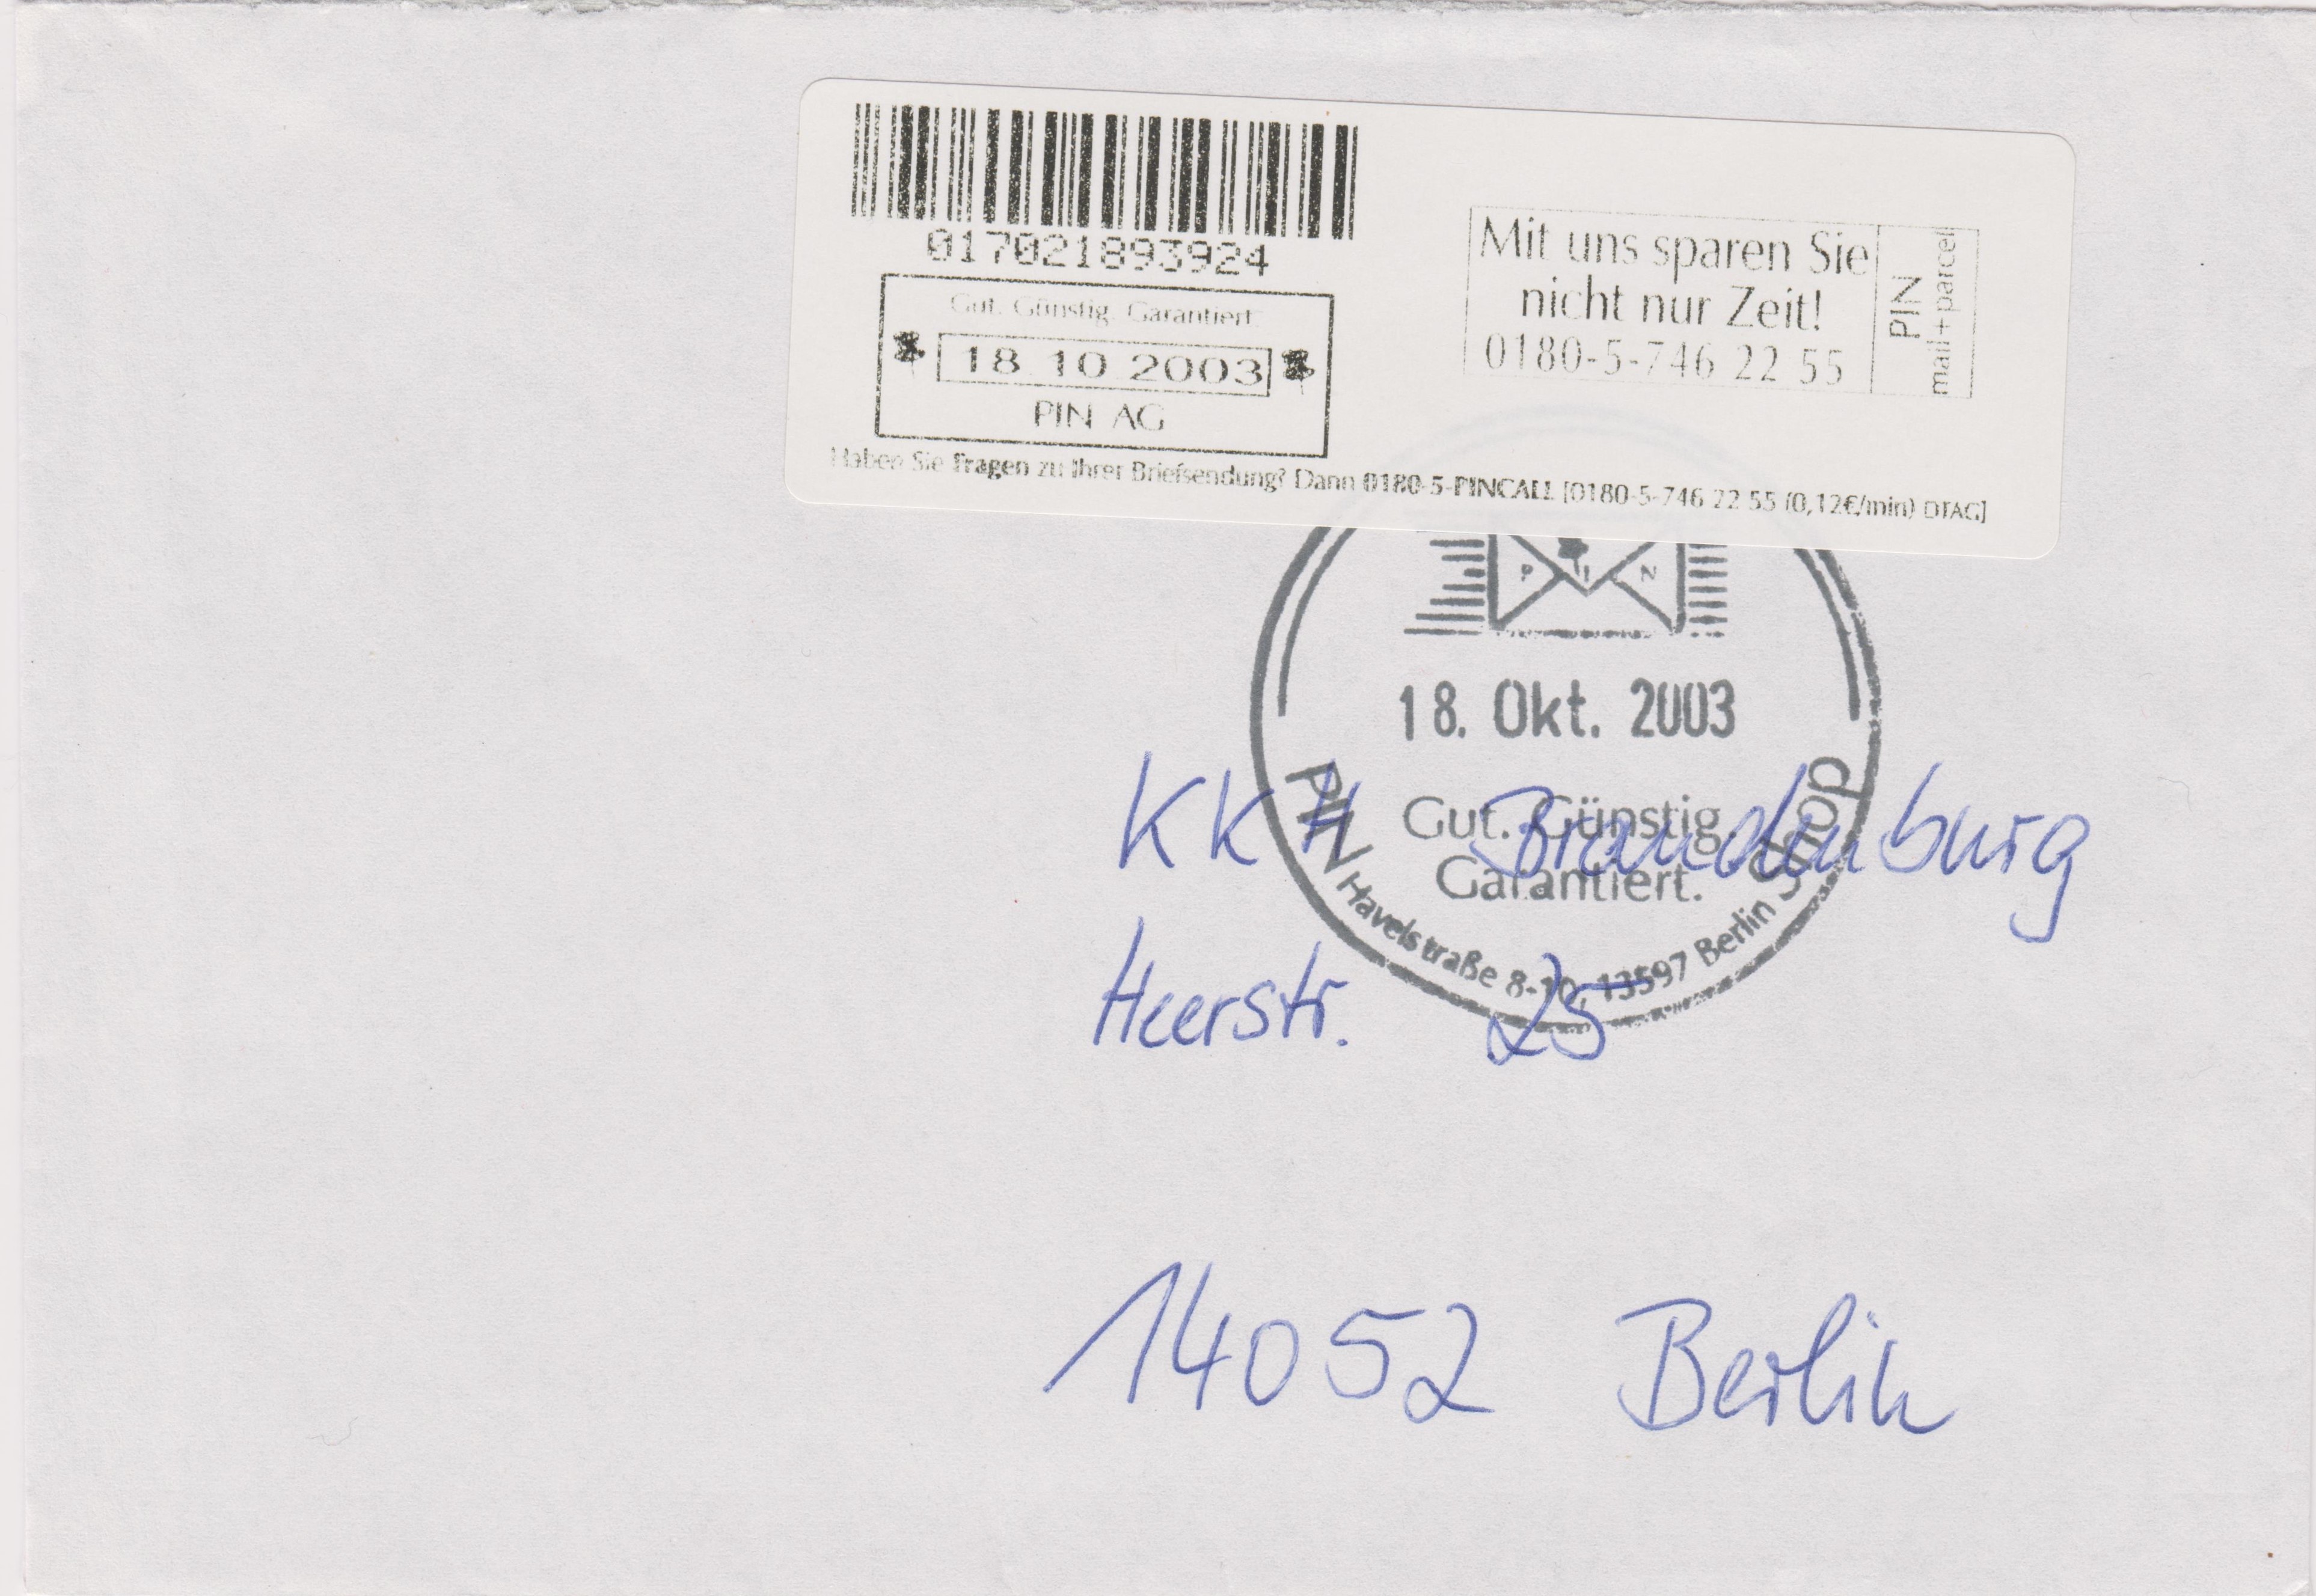 017021893924
Gut. Günstig. Garantiert.
18 10 2003
PIN AG
Mit uns sparen Sie
nicht nur Zeit!
0180-5-746 22 55
PIN
mail+parcel
Haben Sie Fragen zu Ihrer Briefsendung? Dann 0180-5-PINCALL [0180-5-746 22 55 (0,12€/min) DTAG]
P I N
18. Okt. 2003
Gut. Günstig.
Garantiert.
PIN Shop
Havelstraße 8-10, 13597 Berlin
KKH Brandenburg
Heerstr. 25
14052 Berlin